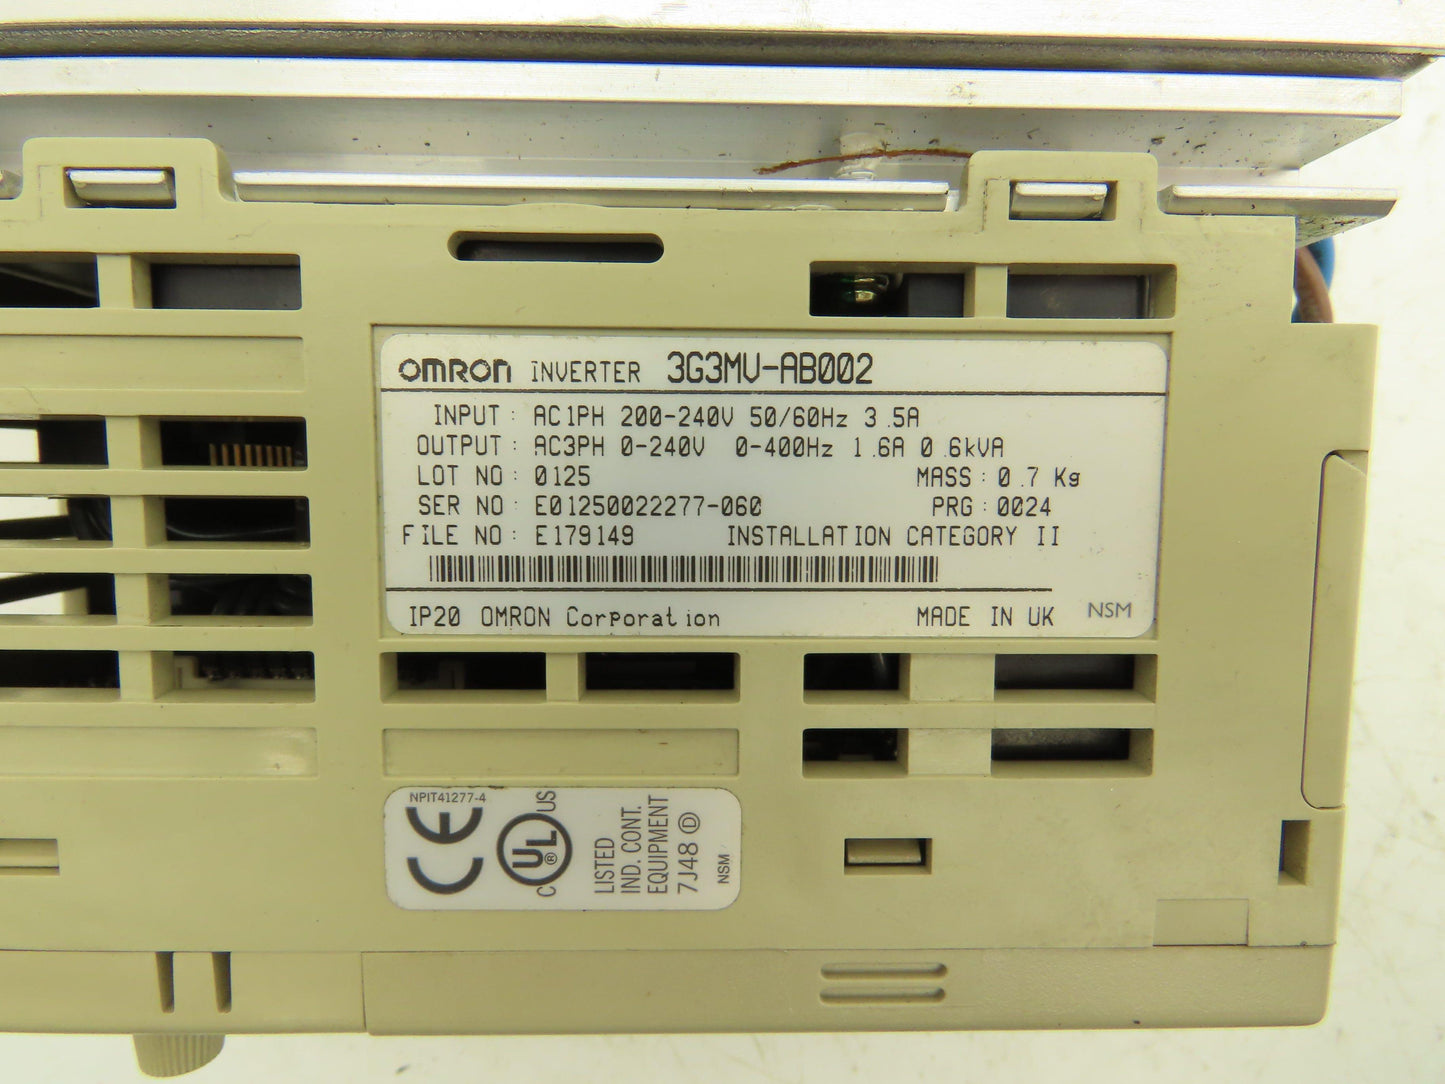 OMRON INVERTER 3G3MV-AB002
INPUT : AC1PH 200-240V 50/60Hz 3.5A
OUTPUT : AC3PH 0-240V 0-400Hz 1.6A 0.6kVA
LOT NO : 0125 MASS : 0.7 Kg
SER NO : E01250022277-060 PRG : 0024
FILE NO : E179149 INSTALLATION CATEGORY II
IP20 OMRON Corporation MADE IN UK NSM
NPIT41277-4
CE
C UL ® US
LISTED
IND. CONT.
EQUIPMENT
7J48 D
NSM